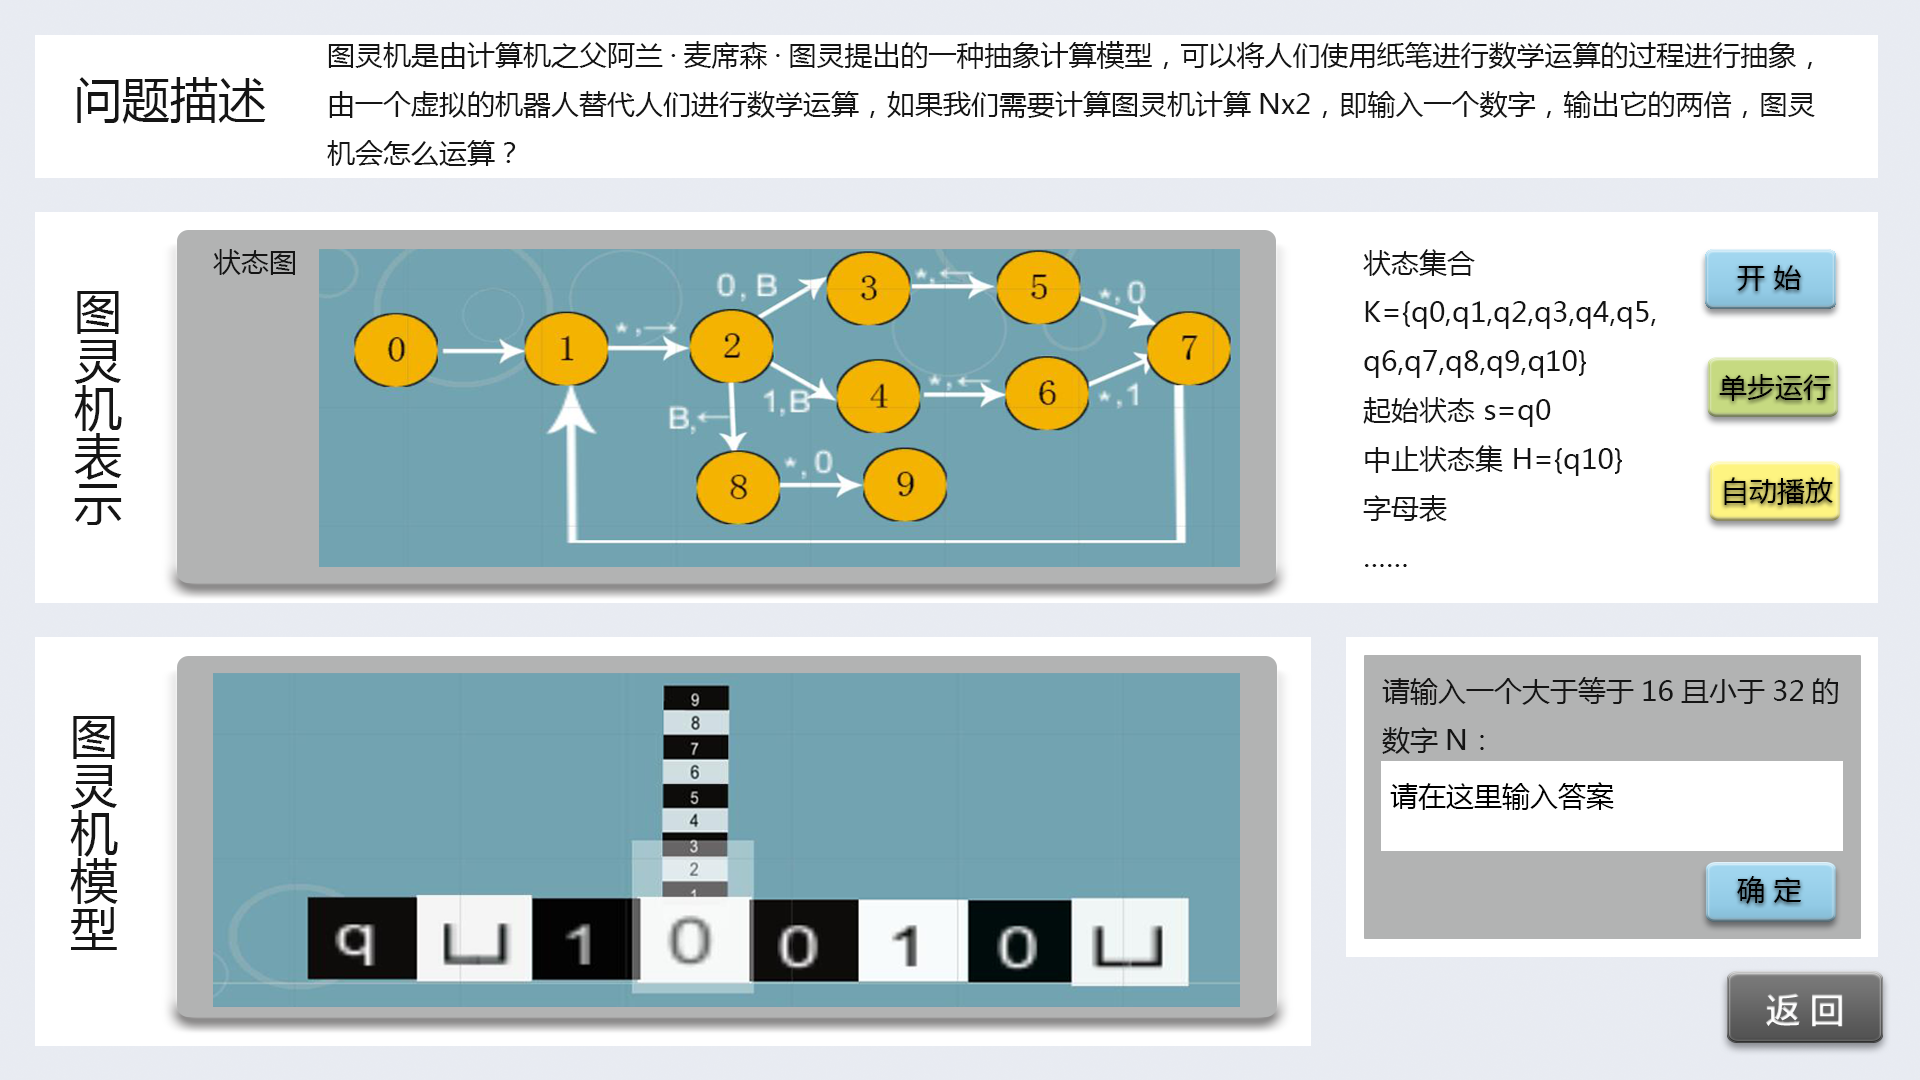 问题描述
图灵机是由计算机之父阿兰·麦席森·图灵提出的一种抽象计算模型，可以将人们使用纸笔进行数学运算的过程进行抽象，
由一个虚拟的机器人替代人们进行数学运算，如果我们需要计算图灵机计算 Nx2，即输入一个数字，输出它的两倍，图灵
机会怎么运算？
图灵机表示
状态图
0
1
*,→
2
0,B
3
*,←
5
*,0
7
1,B
4
*,←
6
*,1
B,←
8
*,0
9
状态集合
K={q0,q1,q2,q3,q4,q5,
q6,q7,q8,q9,q10}
起始状态 s=q0
中止状态集 H={q10}
字母表
......
开 始
单步运行
自动播放
图灵机模型
9
8
7
6
5
4
3
2
1
q ⊔ 1 0 0 1 0 ⊔
请输入一个大于等于 16 且小于 32 的
数字 N：
请在这里输入答案
确 定
返 回